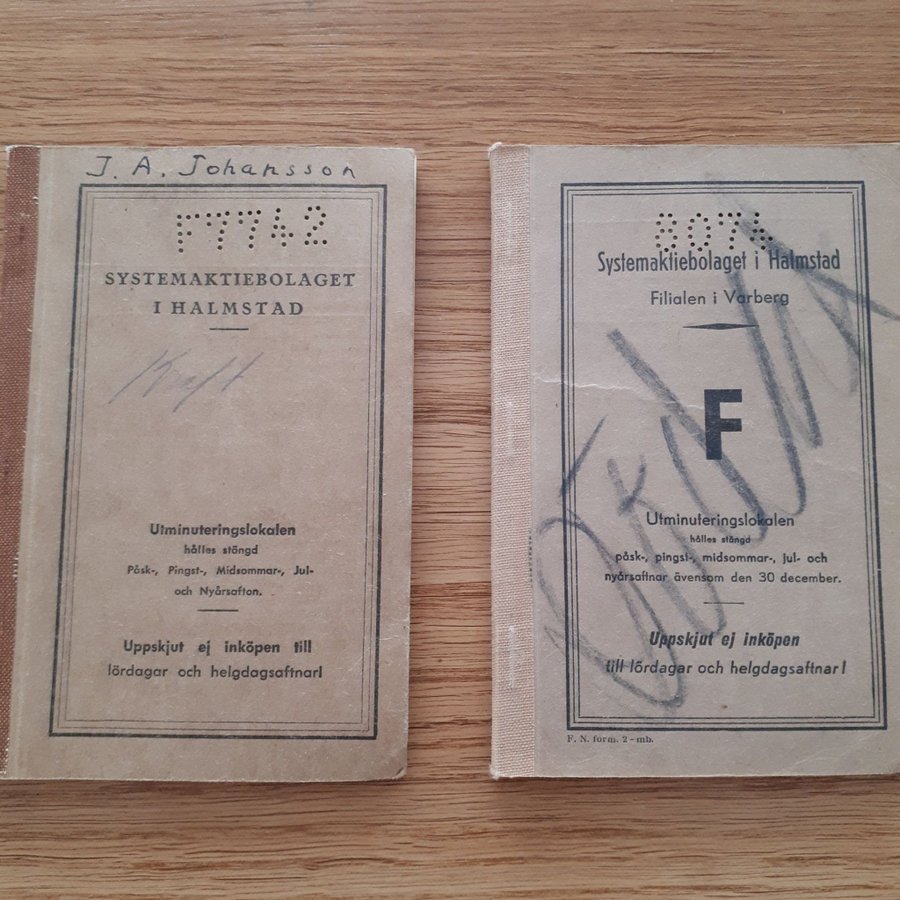 J. A. Johansson
F7742
SYSTEMAKTIEBOLAGET
I HALMSTAD
Kraft
Utminuteringslokalen
hålles stängd
Påsk-, Pingst-, Midsommar-, Jul-
och Nyårsafton.
Uppskjut ej inköpen till
lördagar och helgdagsaftnar!
8074
Systemaktiebolaget i Halmstad
Filialen i Varberg
F
Utminuteringslokalen
hålles stängd
påsk-, pingst-, midsommar-, jul- och
nyårsaftnar ävensom den 30 december.
Uppskjut ej inköpen
till lördagar och helgdagsaftnar!
F. N. form. 2 - mb.